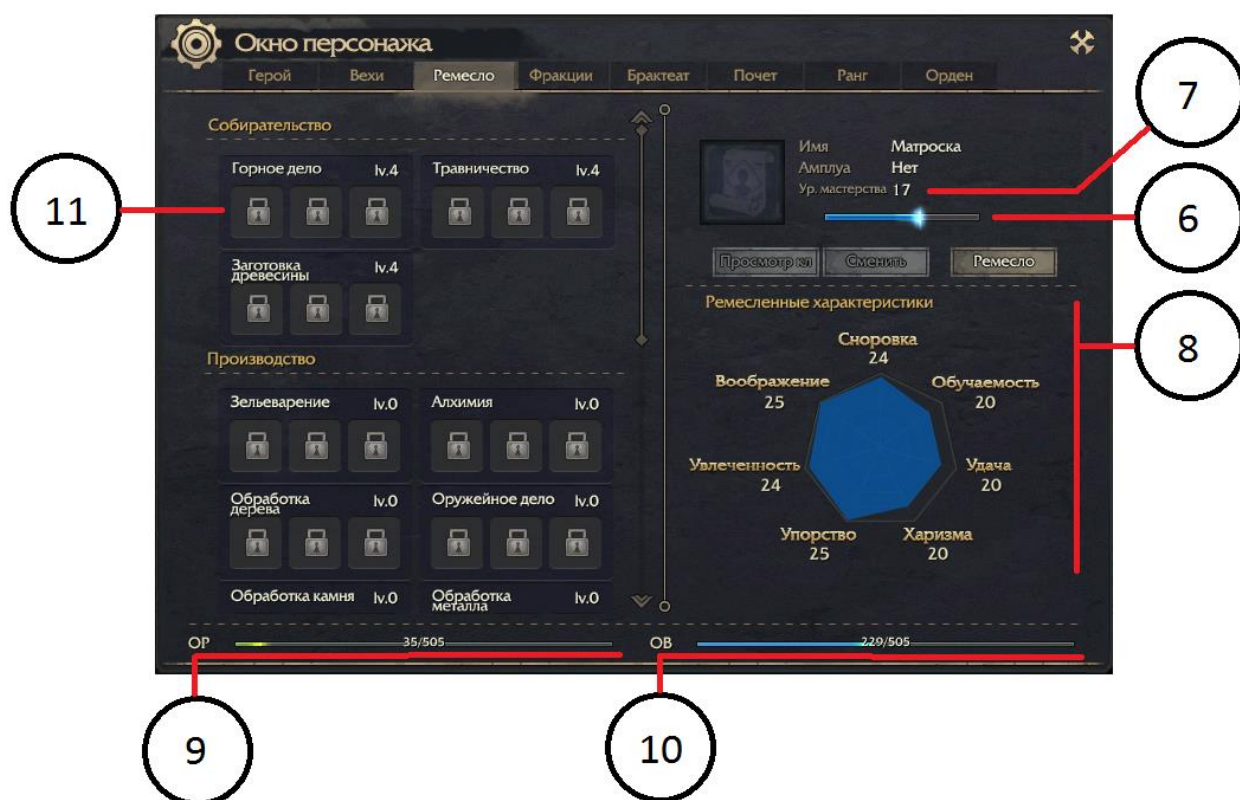 Окно персонажа
Герой Вехи Ремесло Фракции Брактеат Почет Ранг Орден
Собирательство
Горное дело lv.4
Травничество lv.4
Заготовка
древесины lv.4
Производство
Зельеварение lv.0
Алхимия lv.0
Обработка
дерева lv.0
Оружейное дело lv.0
Обработка камня lv.0
Обработка
металла lv.0
Имя Матроска
Амплуа Нет
Ур. мастерства 17
Просмотр кл Сменить Ремесло
Ремесленные характеристики
Сноровка
24
Воображение
25
Обучаемость
20
Увлеченность
24
Удача
20
Упорство
25
Харизма
20
ОР 35/505
ОВ 229/505
7
6
8
11
9
10